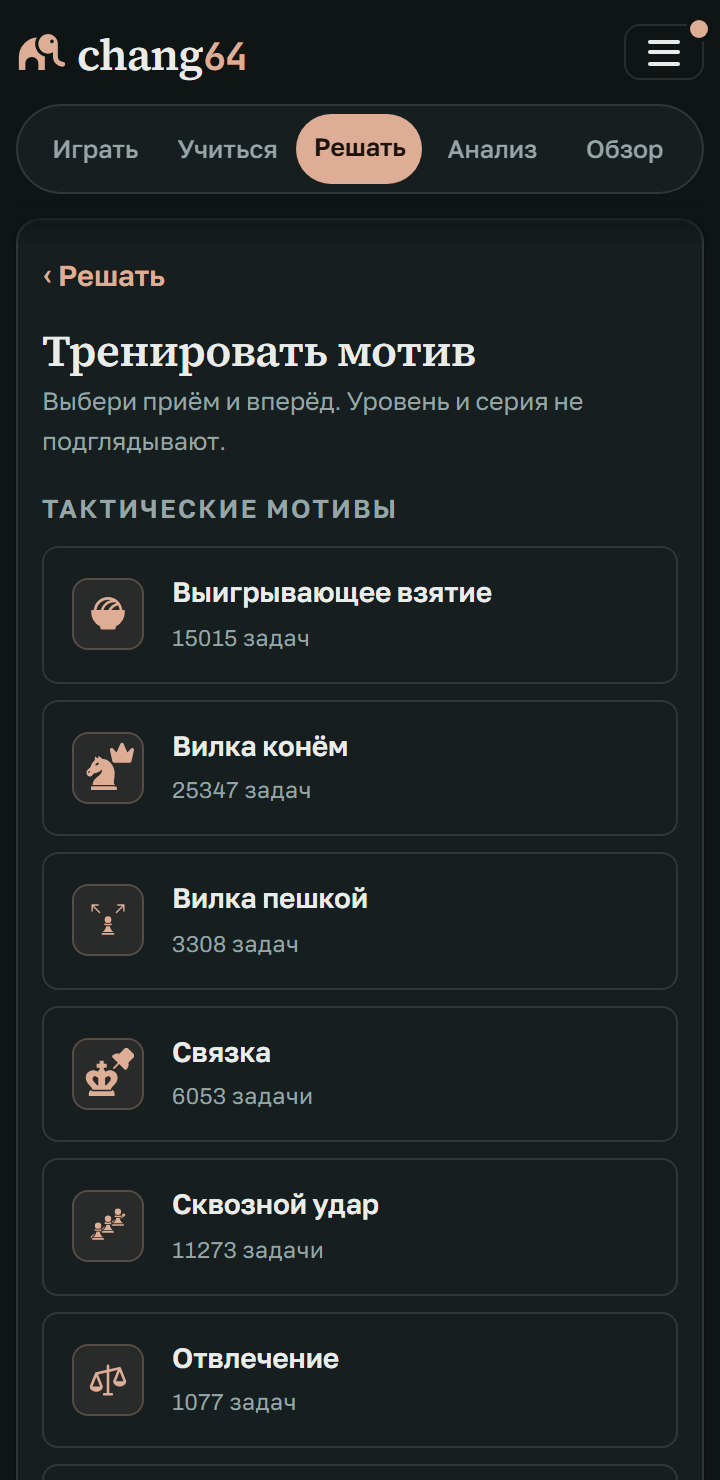 chang64
Играть
Учиться
Решать
Анализ
Обзор
‹ Решать
Тренировать мотив
Выбери приём и вперёд. Уровень и серия не
подглядывают.
ТАКТИЧЕСКИЕ МОТИВЫ
Выигрывающее взятие
15015 задач
Вилка конём
25347 задач
Вилка пешкой
3308 задач
Связка
6053 задачи
Сквозной удар
11273 задачи
Отвлечение
1077 задач